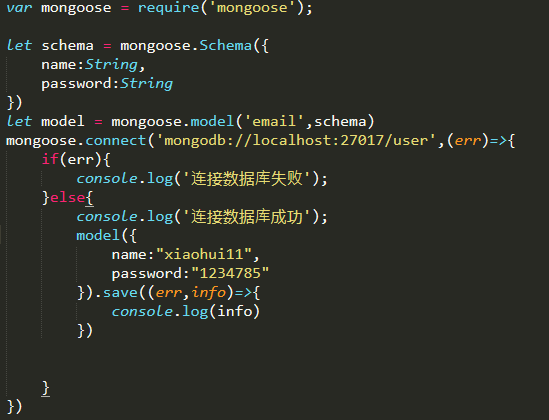 var mongoose = require('mongoose');
let schema = mongoose.Schema({
name:String,
password:String
})
let model = mongoose.model('email',schema)
mongoose.connect('mongodb://localhost:27017/user',(err)=>{
if(err){
console.log('连接数据库失败');
}else{
console.log('连接数据库成功');
model({
name:"xiaohui11",
password:"1234785"
}).save((err,info)=>{
console.log(info)
})
}
})